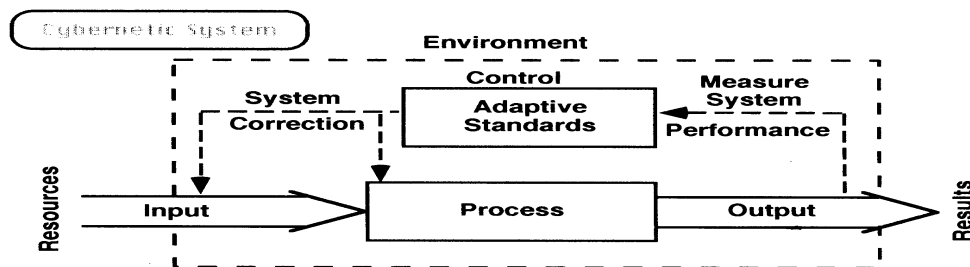 Cybernetic System
Environment
Control
Adaptive
Standards
System
Correction
Measure
System
Performance
Resources
Input
Process
Output
Results